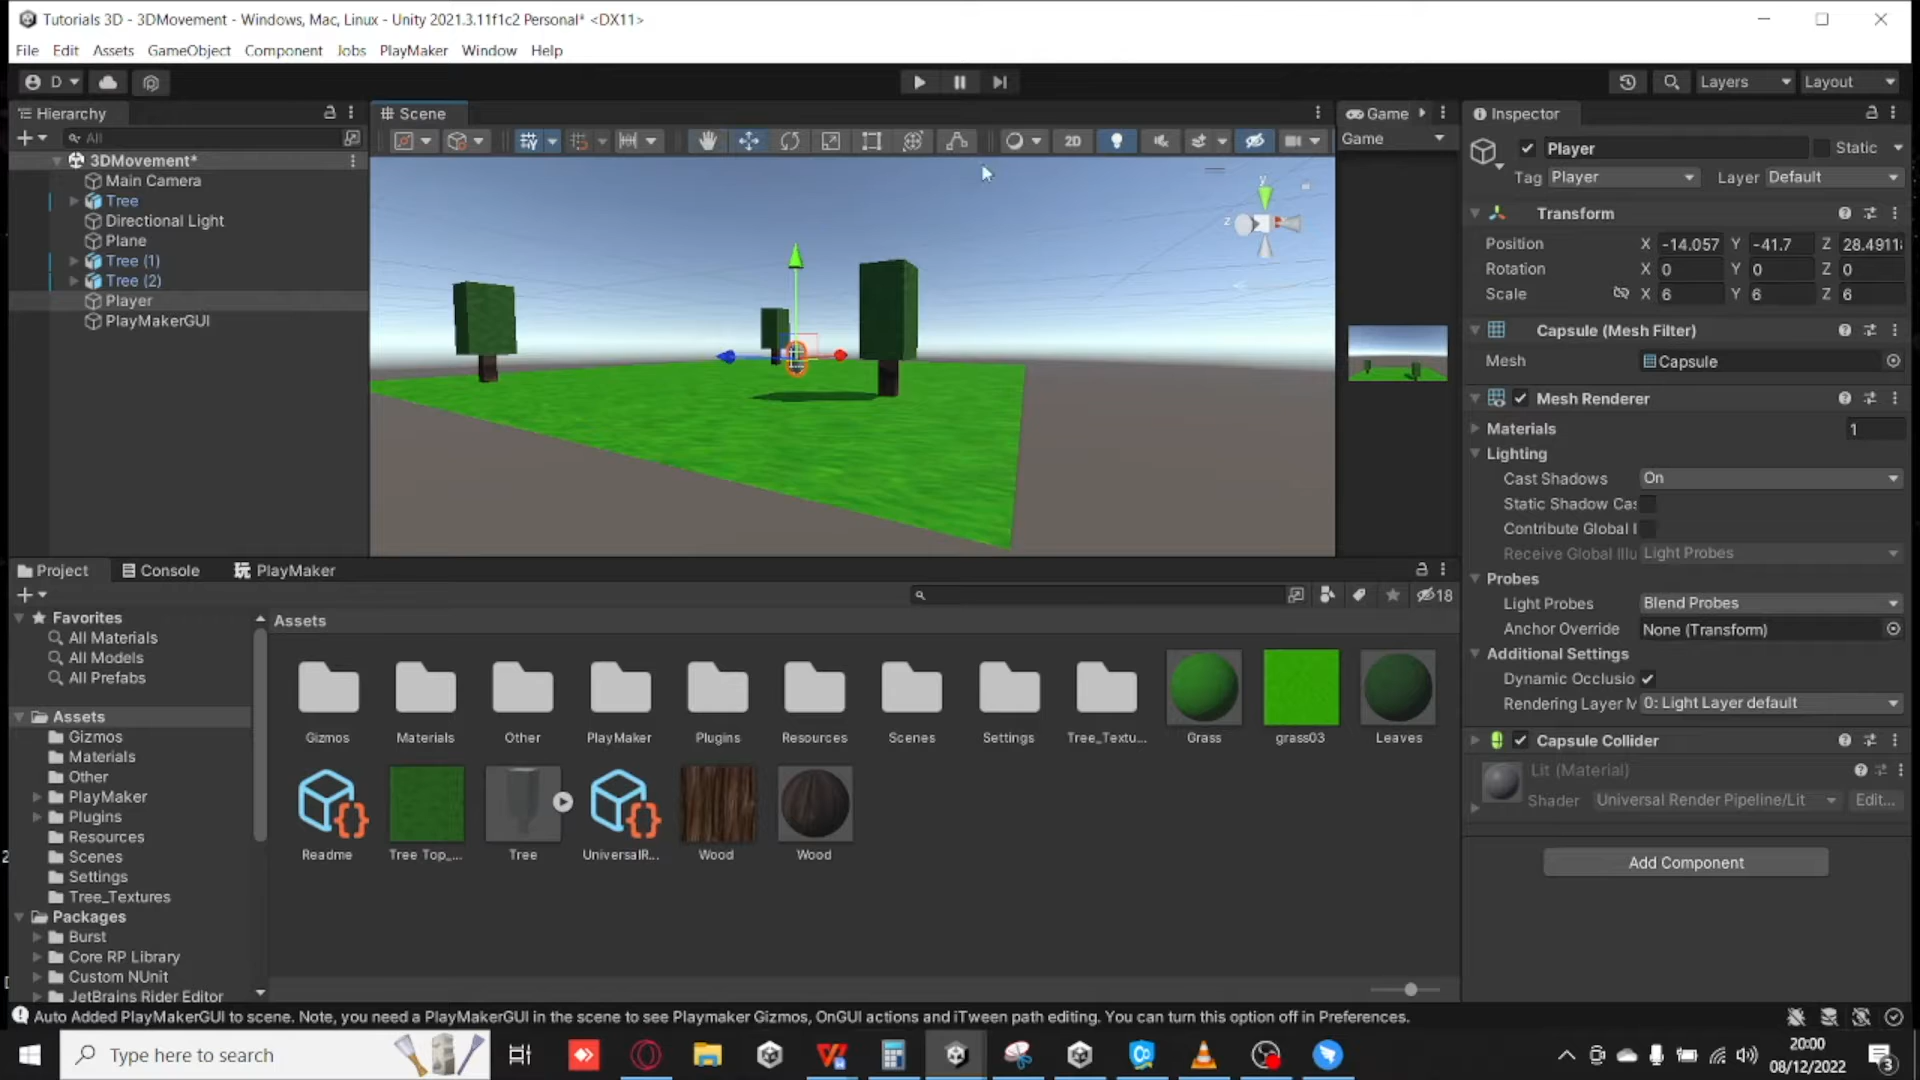 Tutorials 3D - 3DMovement - Windows, Mac, Linux - Unity 2021.3.11f1c2 Personal* <DX11>
File Edit Assets GameObject Component Jobs PlayMaker Window Help
D Layers Layout
Hierarchy
All
3DMovement*
Main Camera
Tree
Directional Light
Plane
Tree (1)
Tree (2)
Player
PlayMakerGUI
Scene
2D
y
z
Game
Game
Inspector
Player Static
Tag Player Layer Default
Transform
Position X -14.057 Y -41.7 Z 28.4911
Rotation X 0 Y 0 Z 0
Scale X 6 Y 6 Z 6
Capsule (Mesh Filter)
Mesh Capsule
Mesh Renderer
Materials 1
Lighting
Cast Shadows On
Static Shadow Cas
Contribute Global I
Receive Global Illu Light Probes
Probes
Light Probes Blend Probes
Anchor Override None (Transform)
Additional Settings
Dynamic Occlusio
Rendering Layer M 0: Light Layer default
Capsule Collider
Lit (Material)
Shader Universal Render Pipeline/Lit Edit...
Add Component
Project Console PlayMaker
18
Favorites
All Materials
All Models
All Prefabs
Assets
Gizmos
Materials
Other
PlayMaker
Plugins
Resources
Scenes
Settings
Tree_Textures
Packages
Burst
Core RP Library
Custom NUnit
JetBrains Rider Editor
Assets
Gizmos Materials Other PlayMaker Plugins Resources Scenes Settings Tree_Textu... Grass grass03 Leaves
Readme Tree Top_... Tree UniversalR... Wood Wood
Auto Added PlayMakerGUI to scene. Note, you need a PlayMakerGUI in the scene to see Playmaker Gizmos, OnGUI actions and iTween path editing. You can turn this option off in Preferences.
Type here to search
20:00
08/12/2022
3